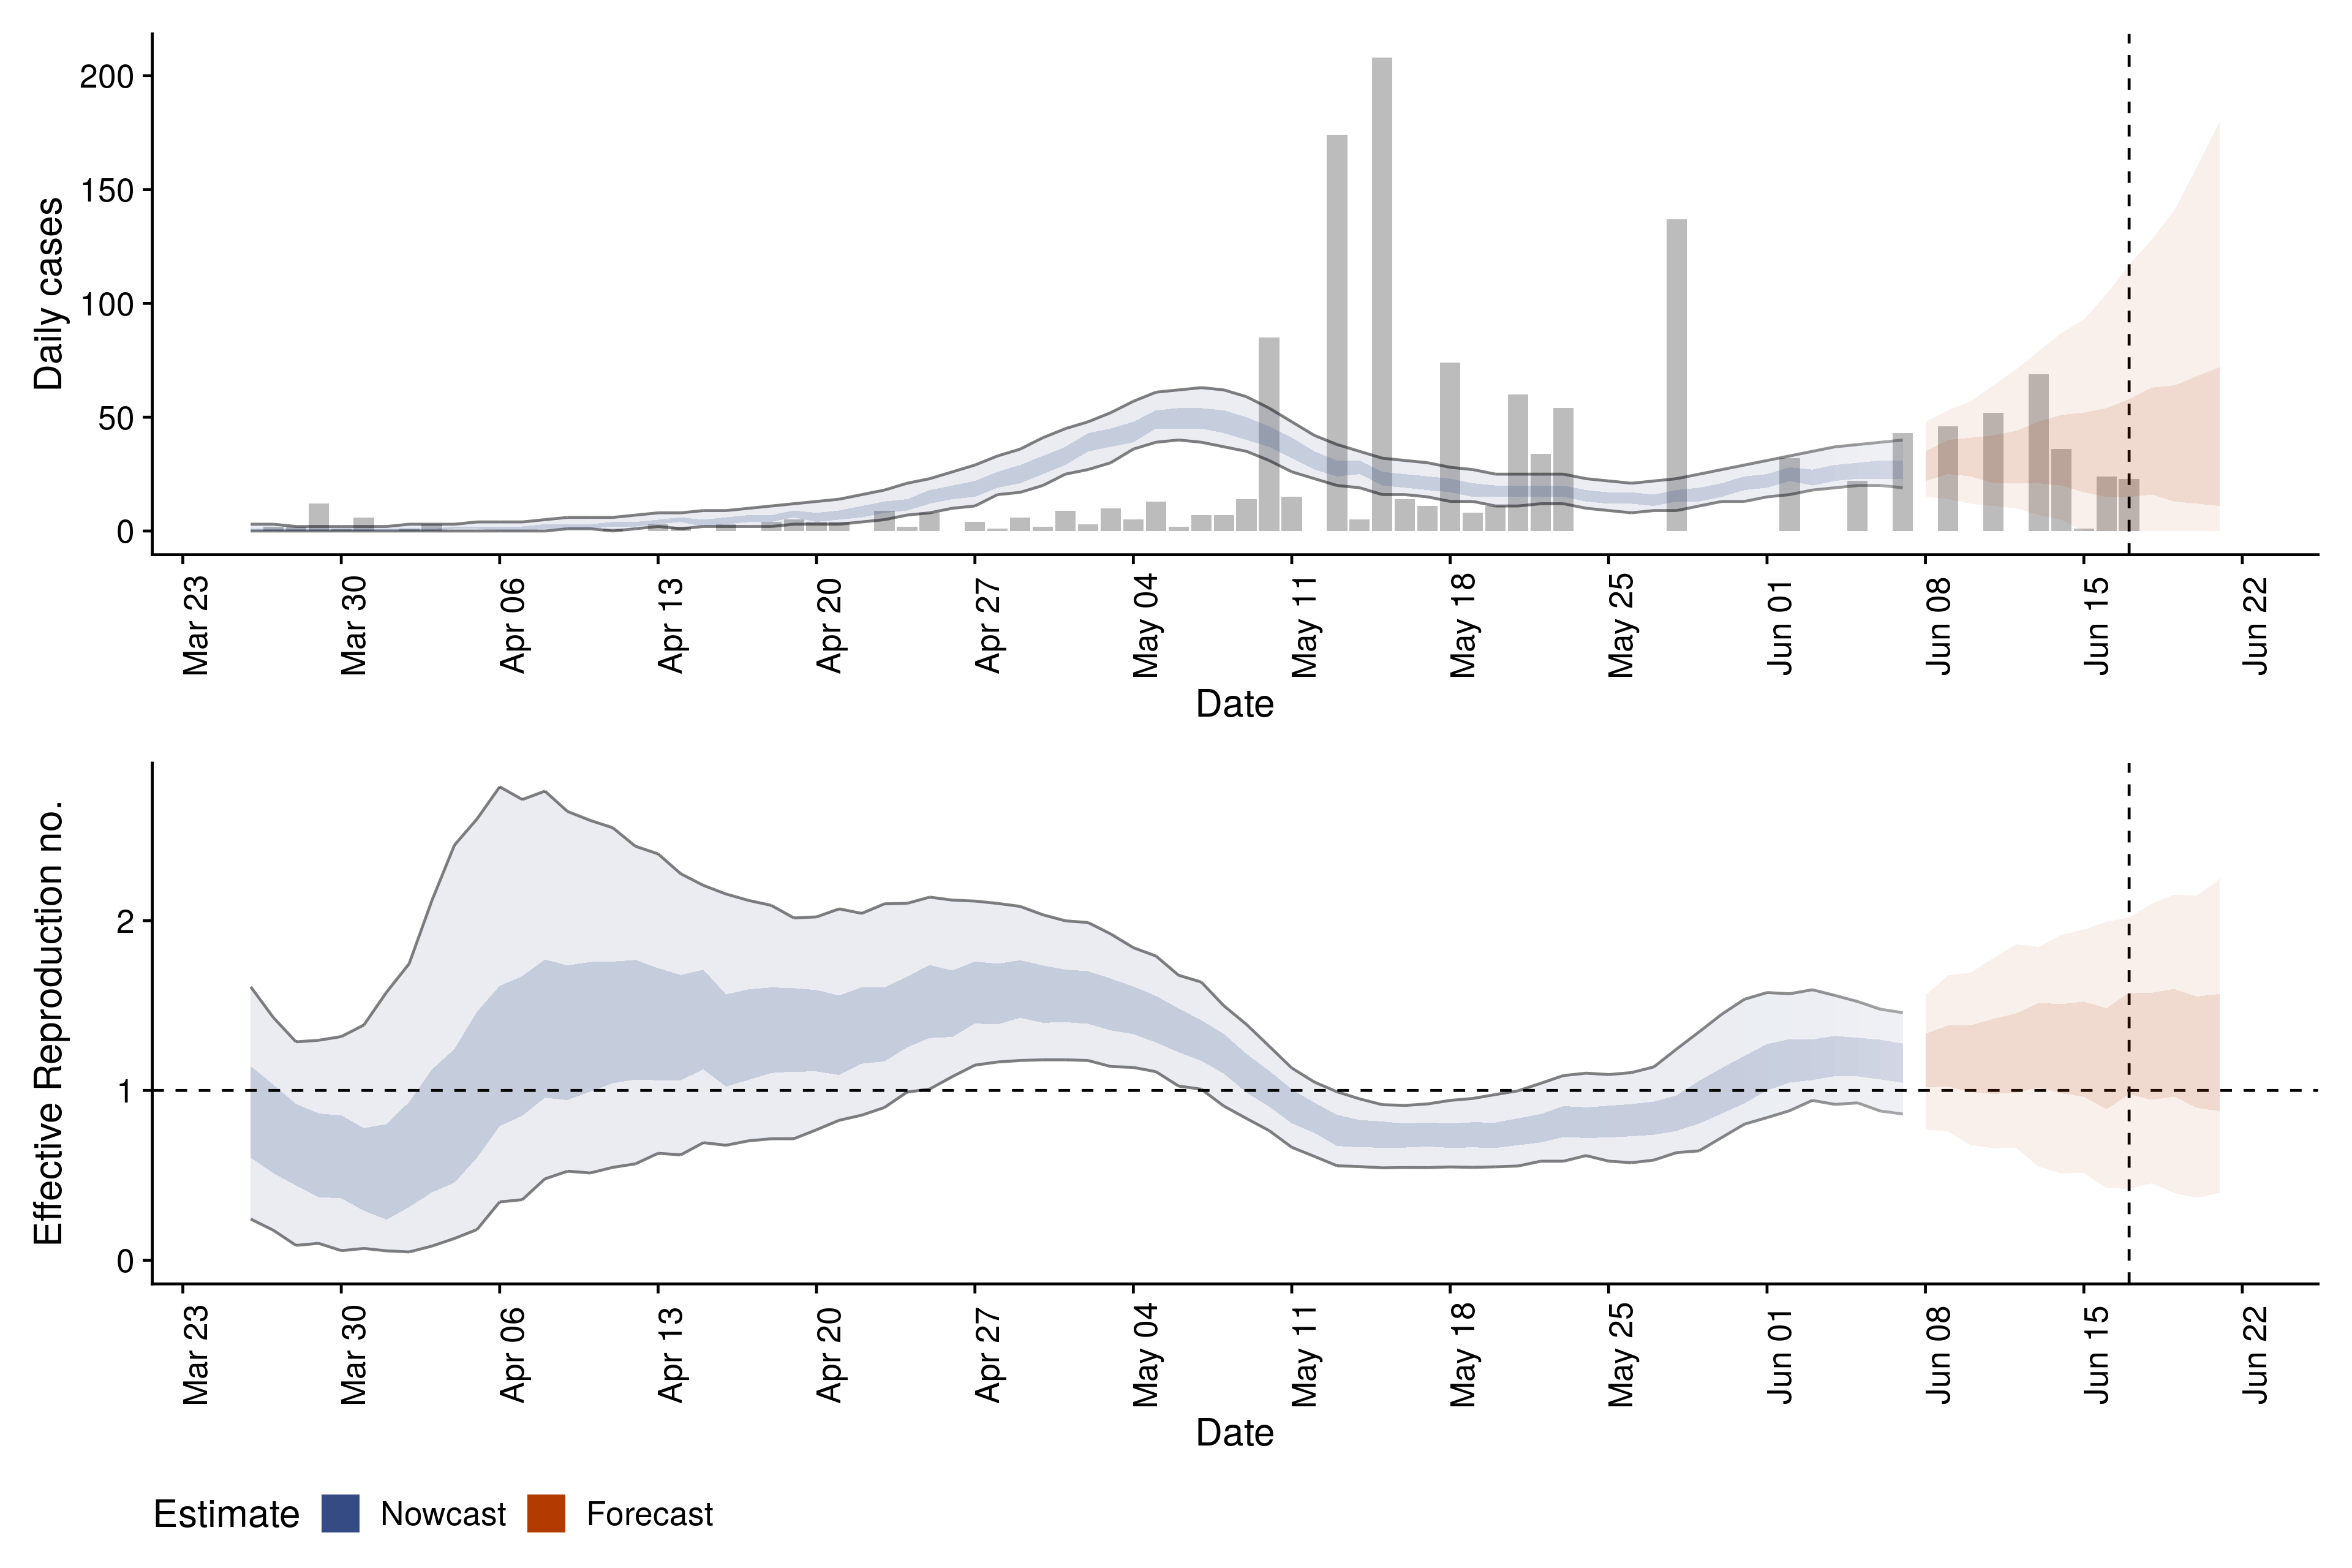 Daily cases
200
150
100
50
0
Mar 23
Mar 30
Apr 06
Apr 13
Apr 20
Apr 27
May 04
May 11
May 18
May 25
Jun 01
Jun 08
Jun 15
Jun 22
Date
Effective Reproduction no.
2
1
0
Mar 23
Mar 30
Apr 06
Apr 13
Apr 20
Apr 27
May 04
May 11
May 18
May 25
Jun 01
Jun 08
Jun 15
Jun 22
Date
Estimate Nowcast Forecast